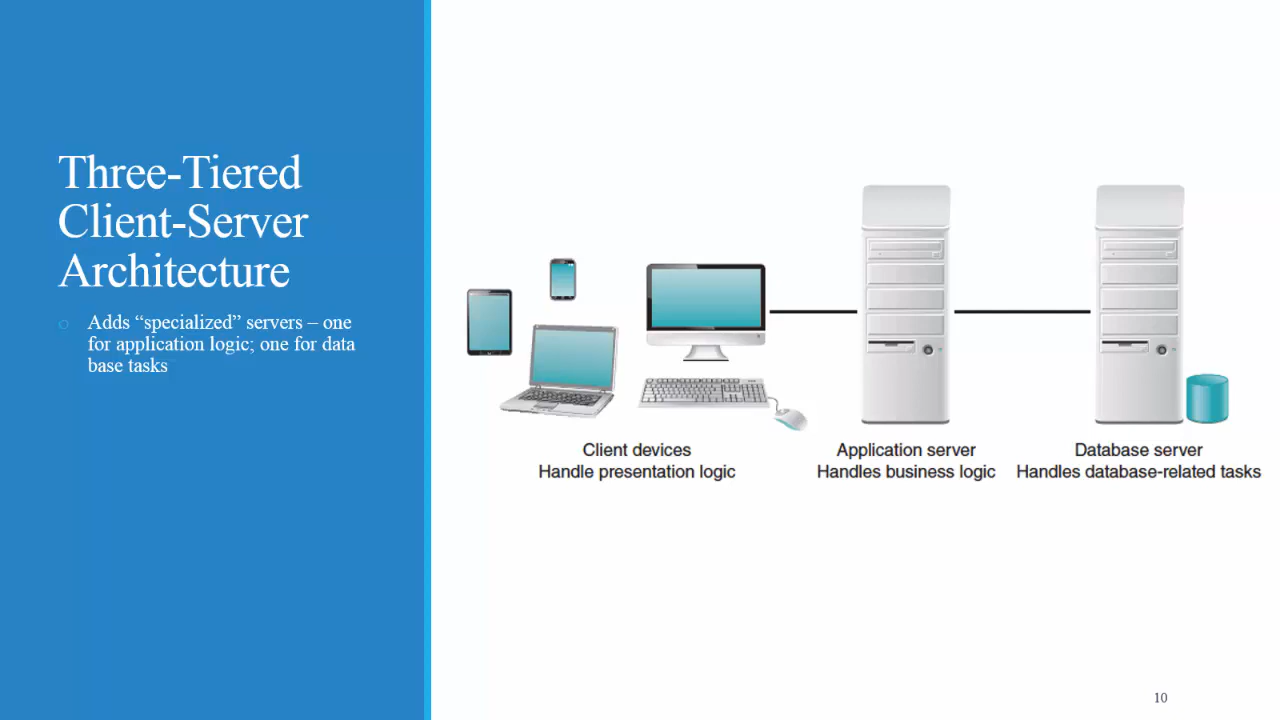 Three-Tiered
Client-Server
Architecture
o Adds “specialized” servers – one
for application logic; one for data
base tasks
Client devices
Handle presentation logic
Application server
Handles business logic
Database server
Handles database-related tasks
10